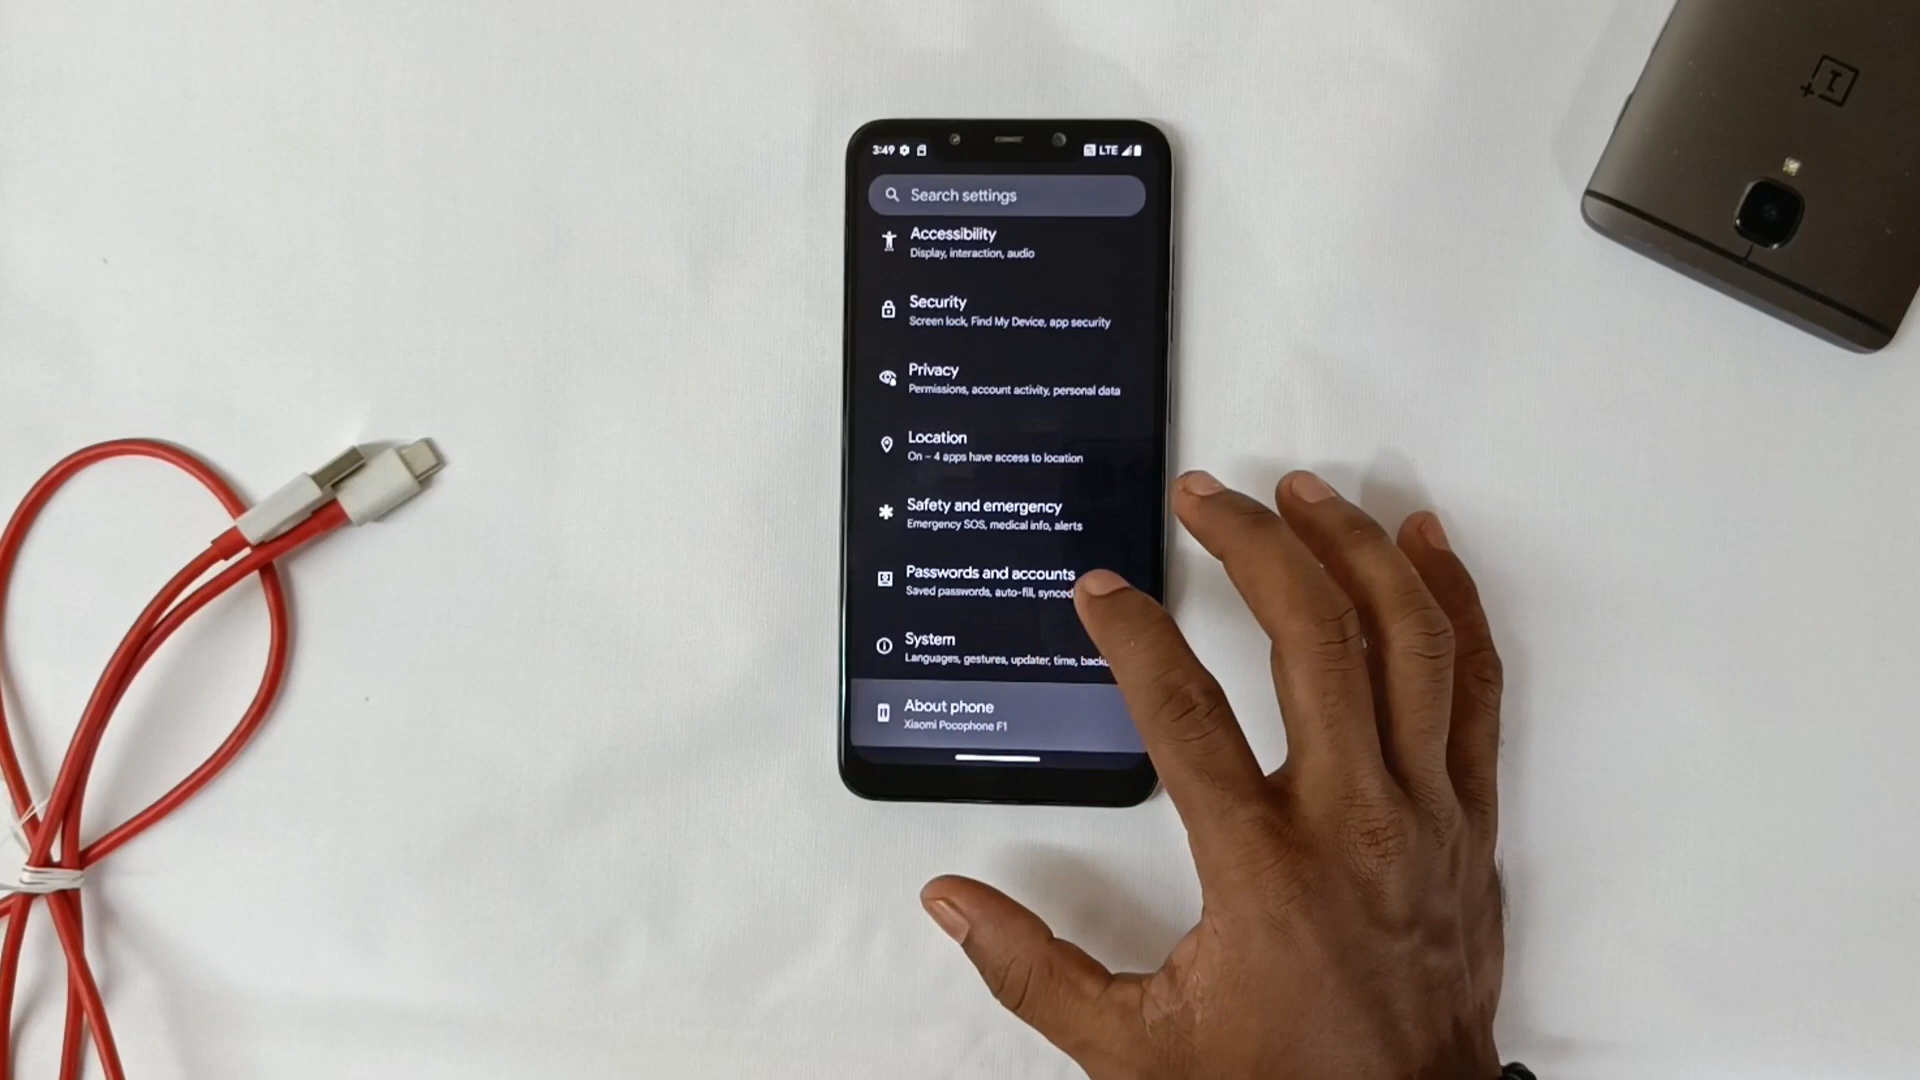 3:49 LTE
Search settings
Accessibility
Display, interaction, audio
Security
Screen lock, Find My Device, app security
Privacy
Permissions, account activity, personal data
Location
On – 4 apps have access to location
Safety and emergency
Emergency SOS, medical info, alerts
Passwords and accounts
Saved passwords, auto-fill, synced
System
Languages, gestures, updater, time,
About phone
Xiaomi Pocophone F1